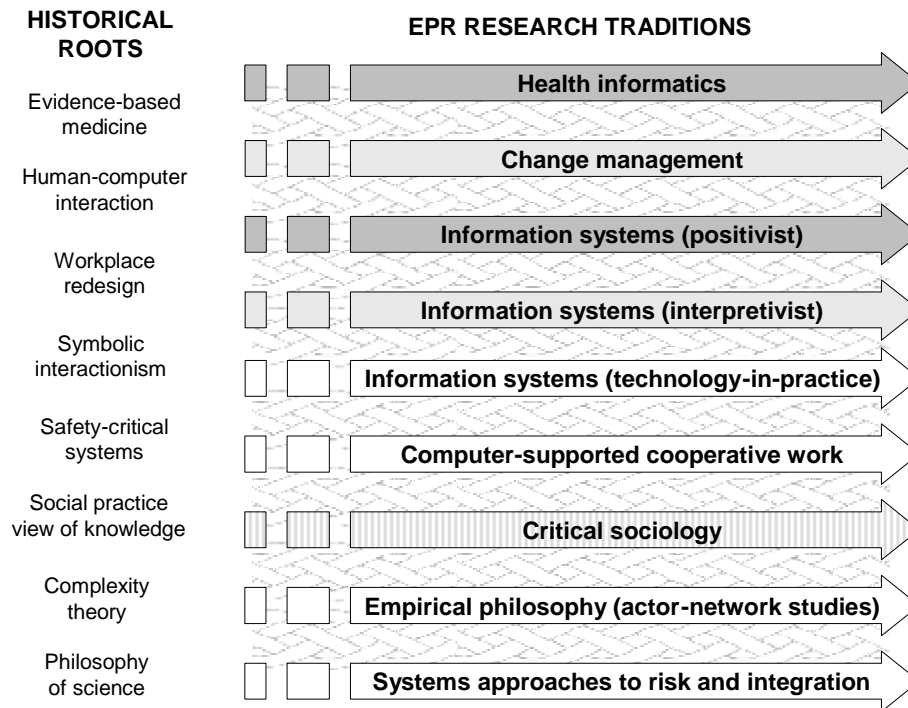 HISTORICAL
ROOTS
EPR RESEARCH TRADITIONS
Health informatics
Evidence-based
medicine
Change management
Human-computer
interaction
Information systems (positivist)
Workplace
redesign
Information systems (interpretivist)
Symbolic
interactionism
Information systems (technology-in-practice)
Safety-critical
systems
Computer-supported cooperative work
Social practice
view of knowledge
Critical sociology
Complexity
theory
Empirical philosophy (actor-network studies)
Philosophy
of science
Systems approaches to risk and integration